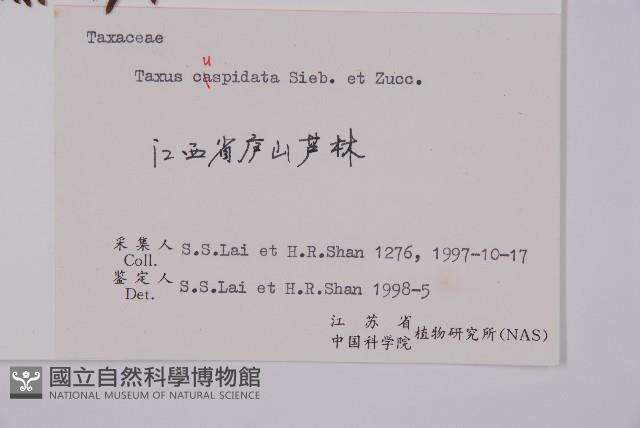 Taxaceae
u
Taxus caspidata Sieb. et Zucc.
江西省庐山芦林
采集人 S.S.Lai et H.R.Shan 1276, 1997-10-17
Coll.
鉴定人 S.S.Lai et H.R.Shan 1998-5
Det.
江苏省
中国科学院 植物研究所(NAS)
國立自然科學博物館
NATIONAL MUSEUM OF NATURAL SCIENCE